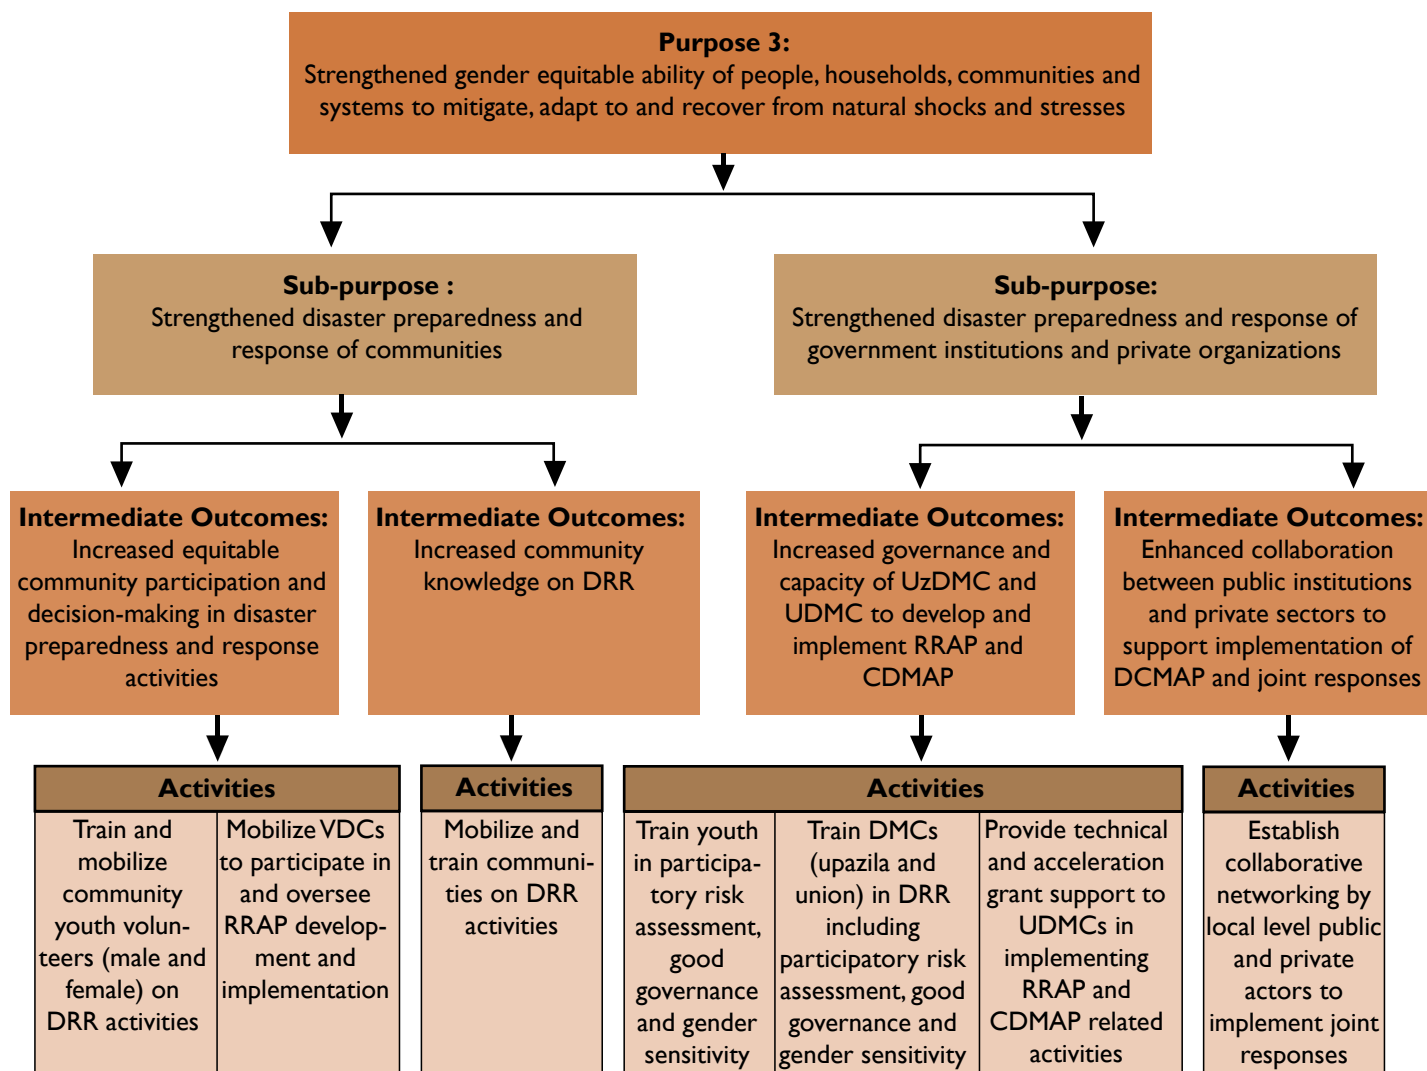 Purpose 3:
Strengthened gender equitable ability of people, households, communities and
systems to mitigate, adapt to and recover from natural shocks and stresses
Sub-purpose :
Strengthened disaster preparedness and
response of communities
Sub-purpose:
Strengthened disaster preparedness and response of
government institutions and private organizations
Intermediate Outcomes:
Increased equitable
community participation and
decision-making in disaster
preparedness and response
activities
Intermediate Outcomes:
Increased community
knowledge on DRR
Intermediate Outcomes:
Increased governance and
capacity of UzDMC and
UDMC to develop and
implement RRAP and
CDMAP
Intermediate Outcomes:
Enhanced collaboration
between public institutions
and private sectors to
support implementation of
DCMAP and joint responses
Activities
Train and
mobilize
community
youth volun-
teers (male and
female) on
DRR activities
Mobilize VDCs
to participate in
and oversee
RRAP develop-
ment and
implementation
Activities
Mobilize and
train communi-
ties on DRR
activities
Activities
Train youth
in participa-
tory risk
assessment,
good
governance
and gender
sensitivity
Train DMCs
(upazila and
union) in DRR
including
participatory risk
assessment, good
governance and
gender sensitivity
Provide technical
and acceleration
grant support to
UDMCs in
implementing
RRAP and
CDMAP related
activities
Activities
Establish
collaborative
networking by
local level public
and private
actors to
implement joint
responses